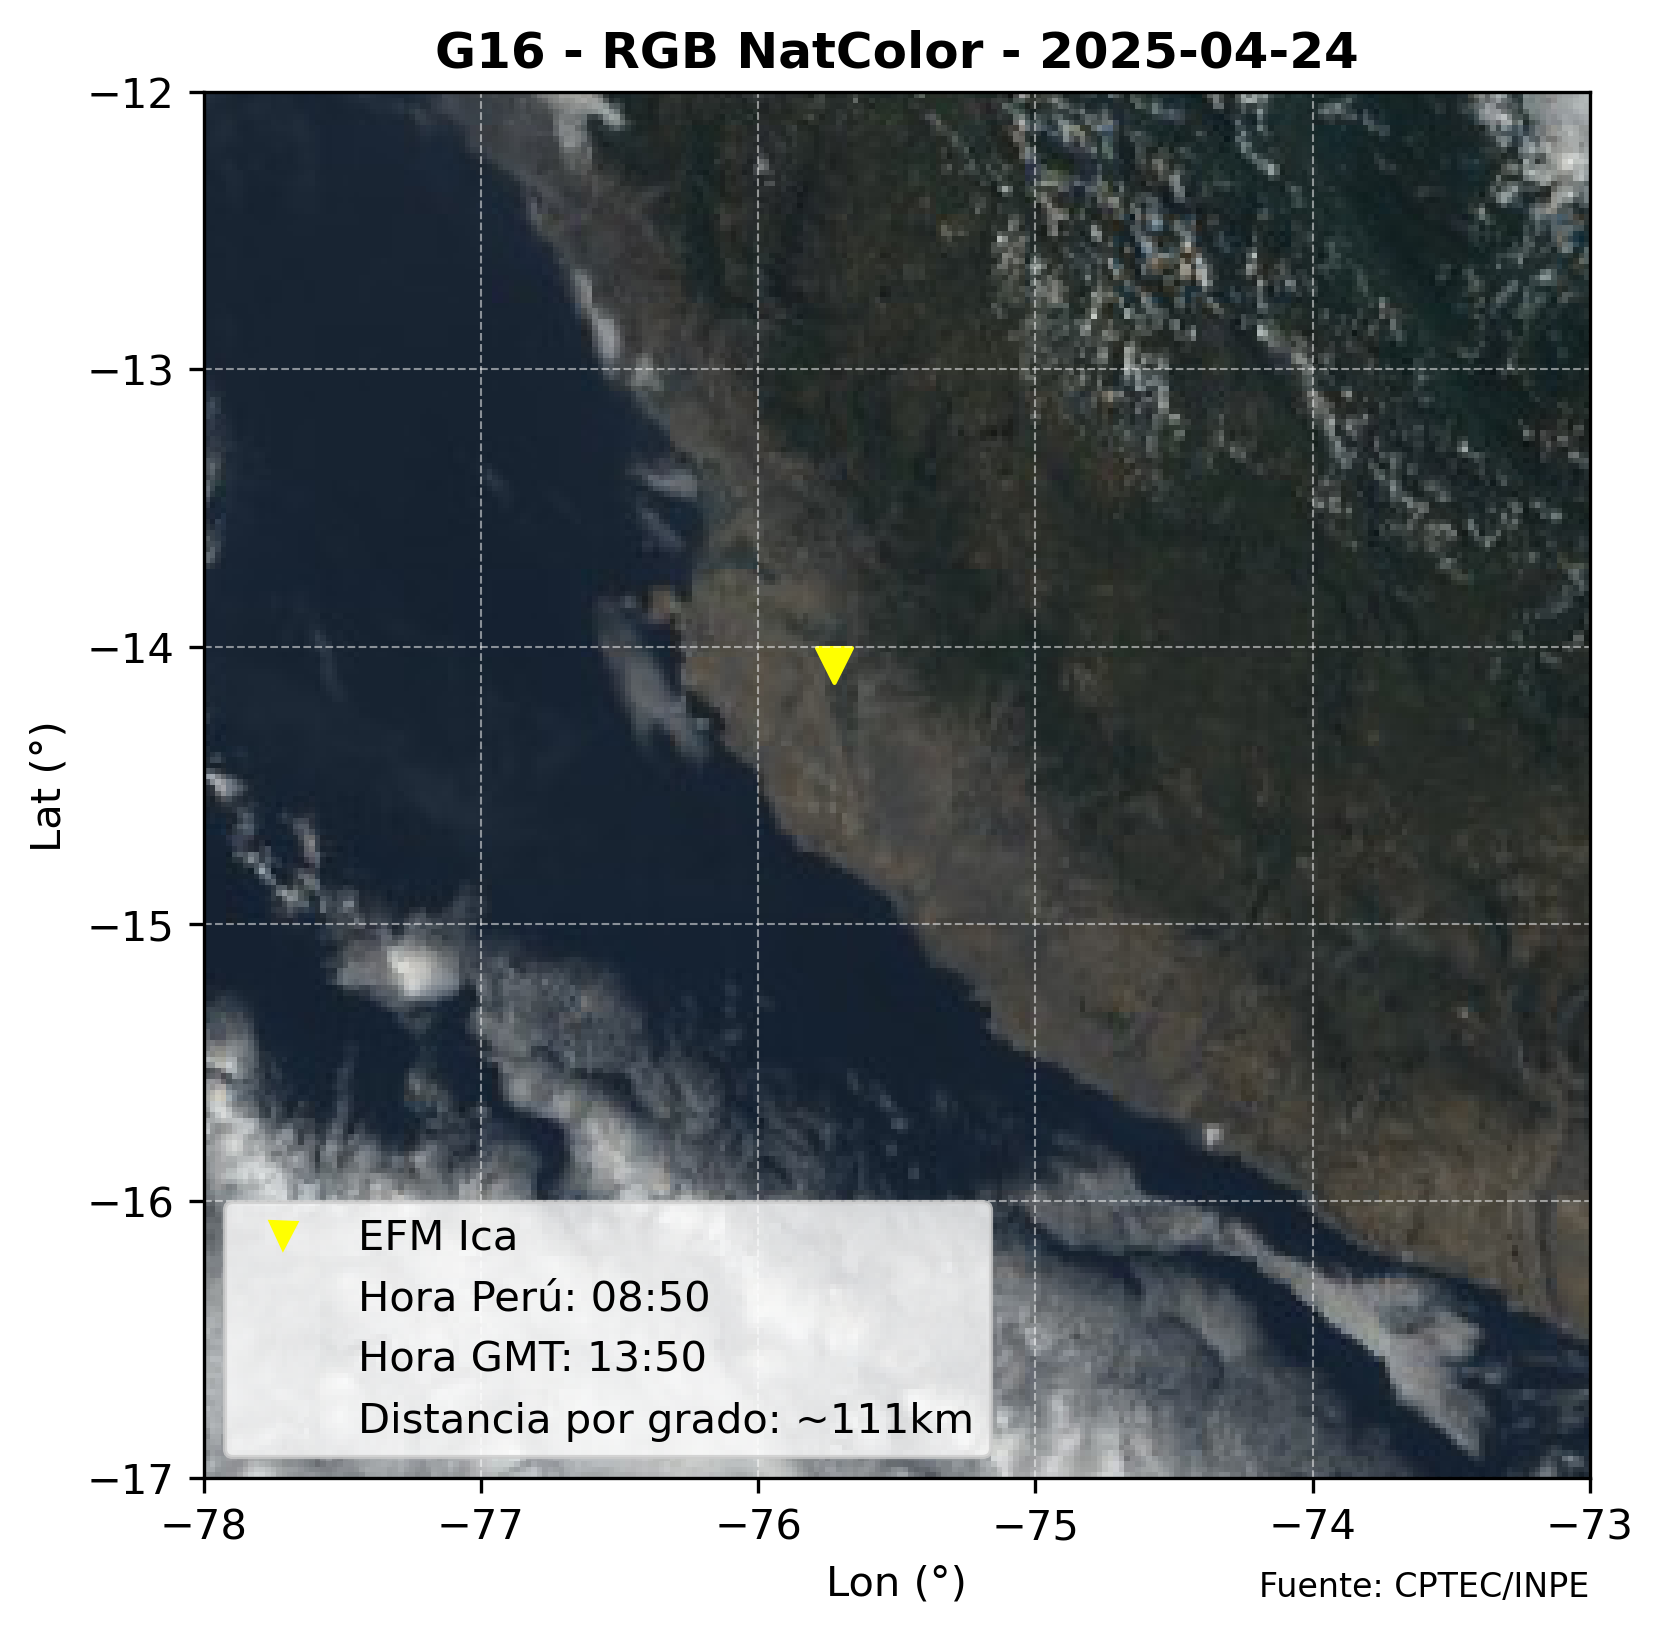 G16 - RGB NatColor - 2025-04-24
−12
−13
−14
−15
−16
−17
Lat (°)
EFM Ica
Hora Perú: 08:50
Hora GMT: 13:50
Distancia por grado: ~111km
−78
−77
−76
−75
−74
−73
Lon (°)
Fuente: CPTEC/INPE